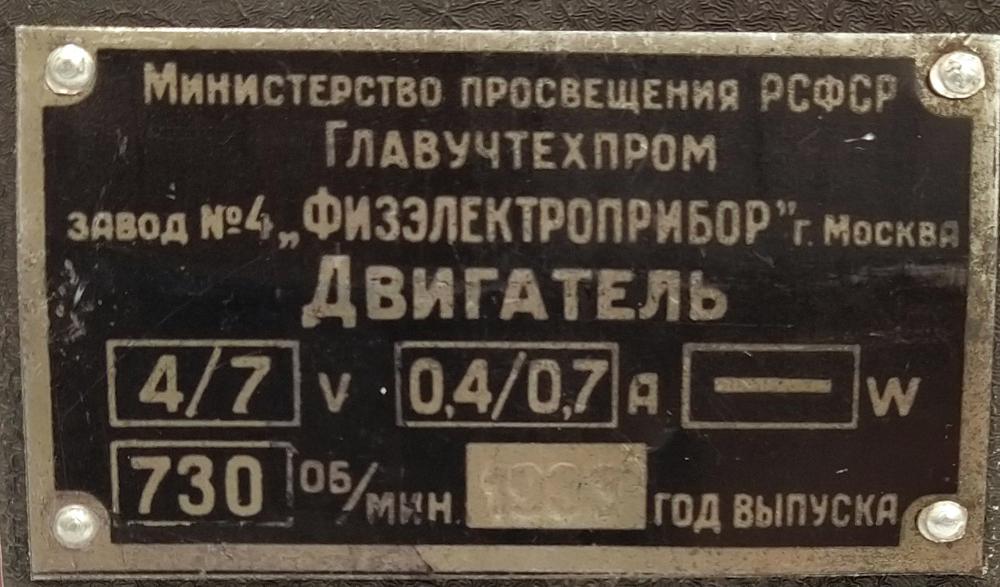 Министерство просвещения РСФСР
Главучтехпром
завод №4 „Физэлектроприбор” г. Москва
Двигатель
4/7 V 0,4/0,7 A — W
730 об/мин. год выпуска